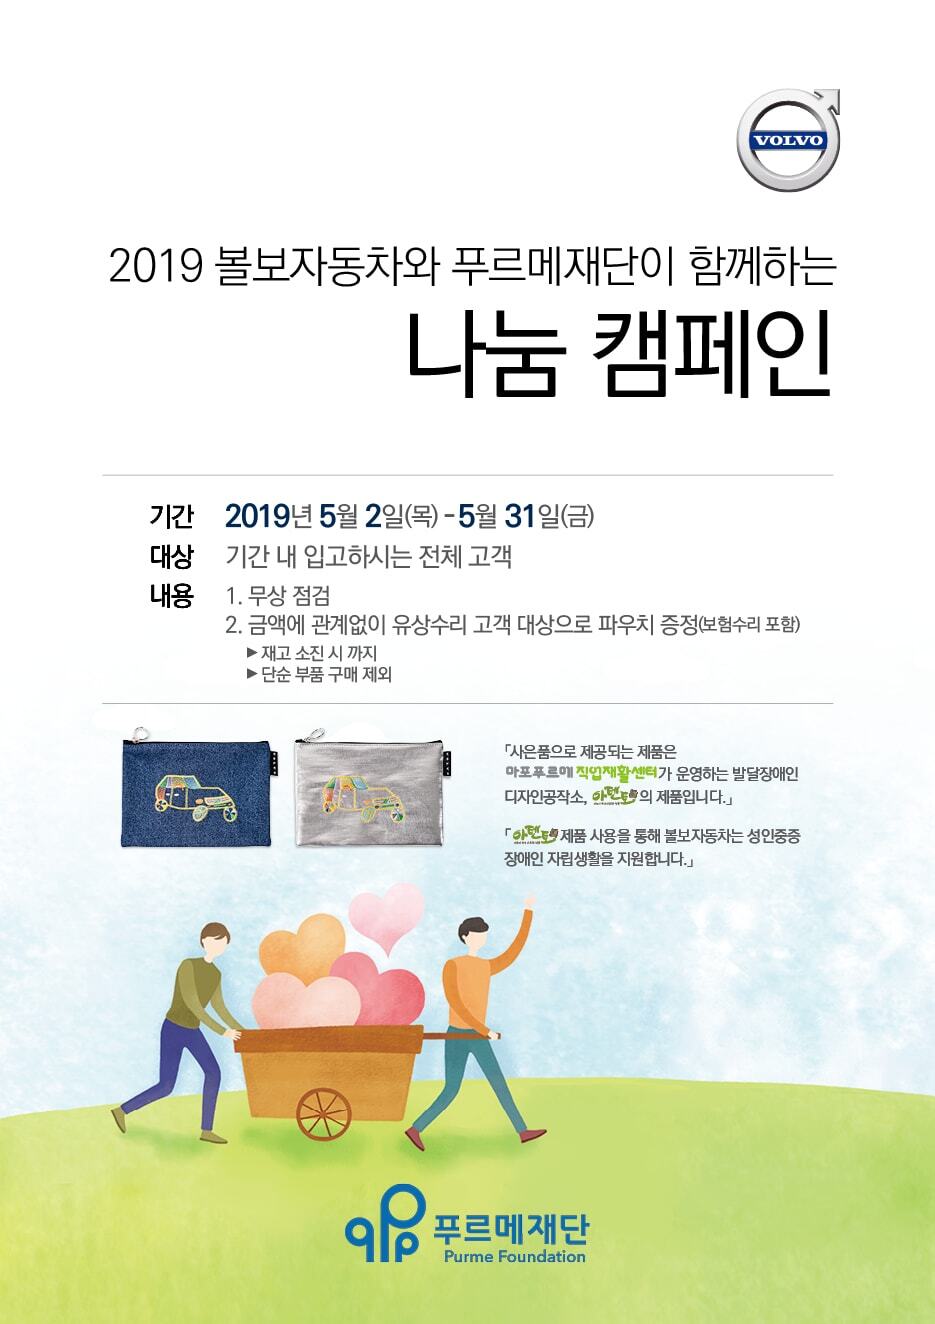 VOLVO
2019 볼보자동차와 푸르메재단이 함께하는
나눔 캠페인
기간 2019년 5월 2일(목) - 5월 31일(금)
대상 기간 내 입고하시는 전체 고객
내용 1. 무상 점검
2. 금액에 관계없이 유상수리 고객 대상으로 파우치 증정(보험수리 포함)
▶ 재고 소진 시 까지
▶ 단순 부품 구매 제외
「사은품으로 제공되는 제품은
마포푸르메 직업재활센터가 운영하는 발달장애인
디자인공작소, 아텐토의 제품입니다.」
「아텐토 제품 사용을 통해 볼보자동차는 성인중증
장애인 자립생활을 지원합니다.」
푸르메재단
Purme Foundation